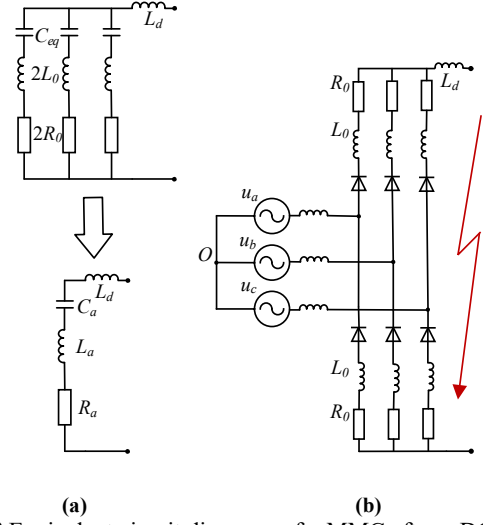 L_d
C_eq
2L_0
2R_0
L_d
C_a
L_a
R_a
R_0
L_d
L_0
u_a
u_b
O
u_c
L_0
R_0
(a) (b)